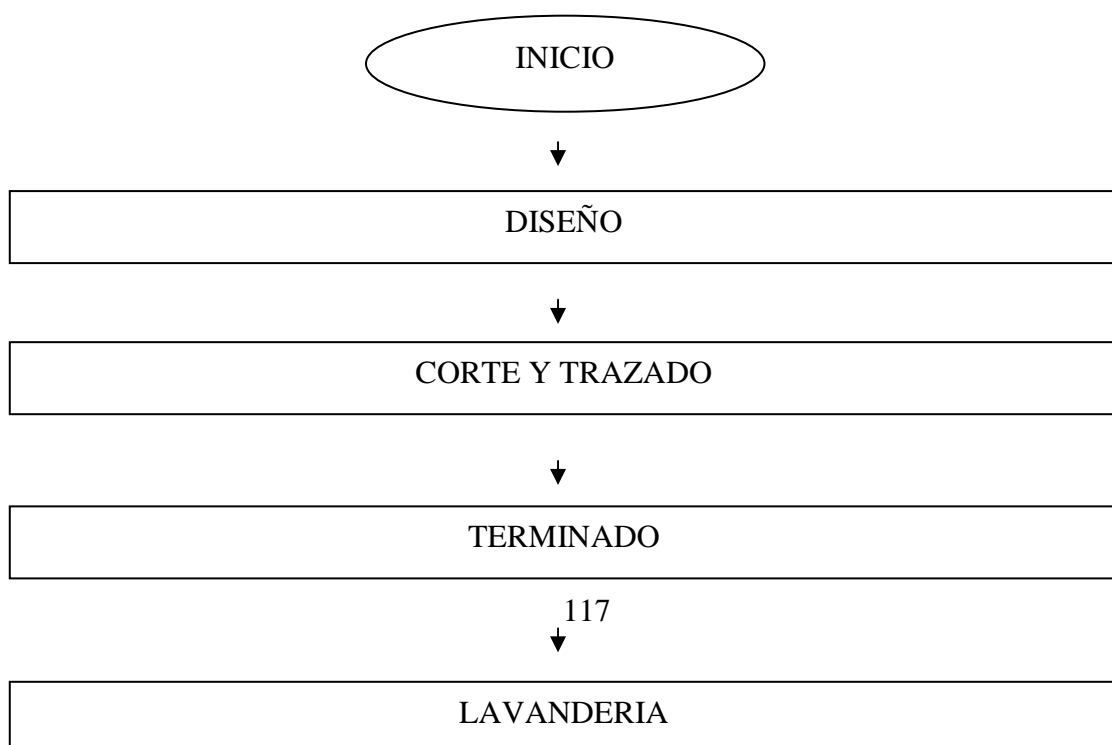 INICIO
DISEÑO
CORTE Y TRAZADO
TERMINADO
117
LAVANDERIA